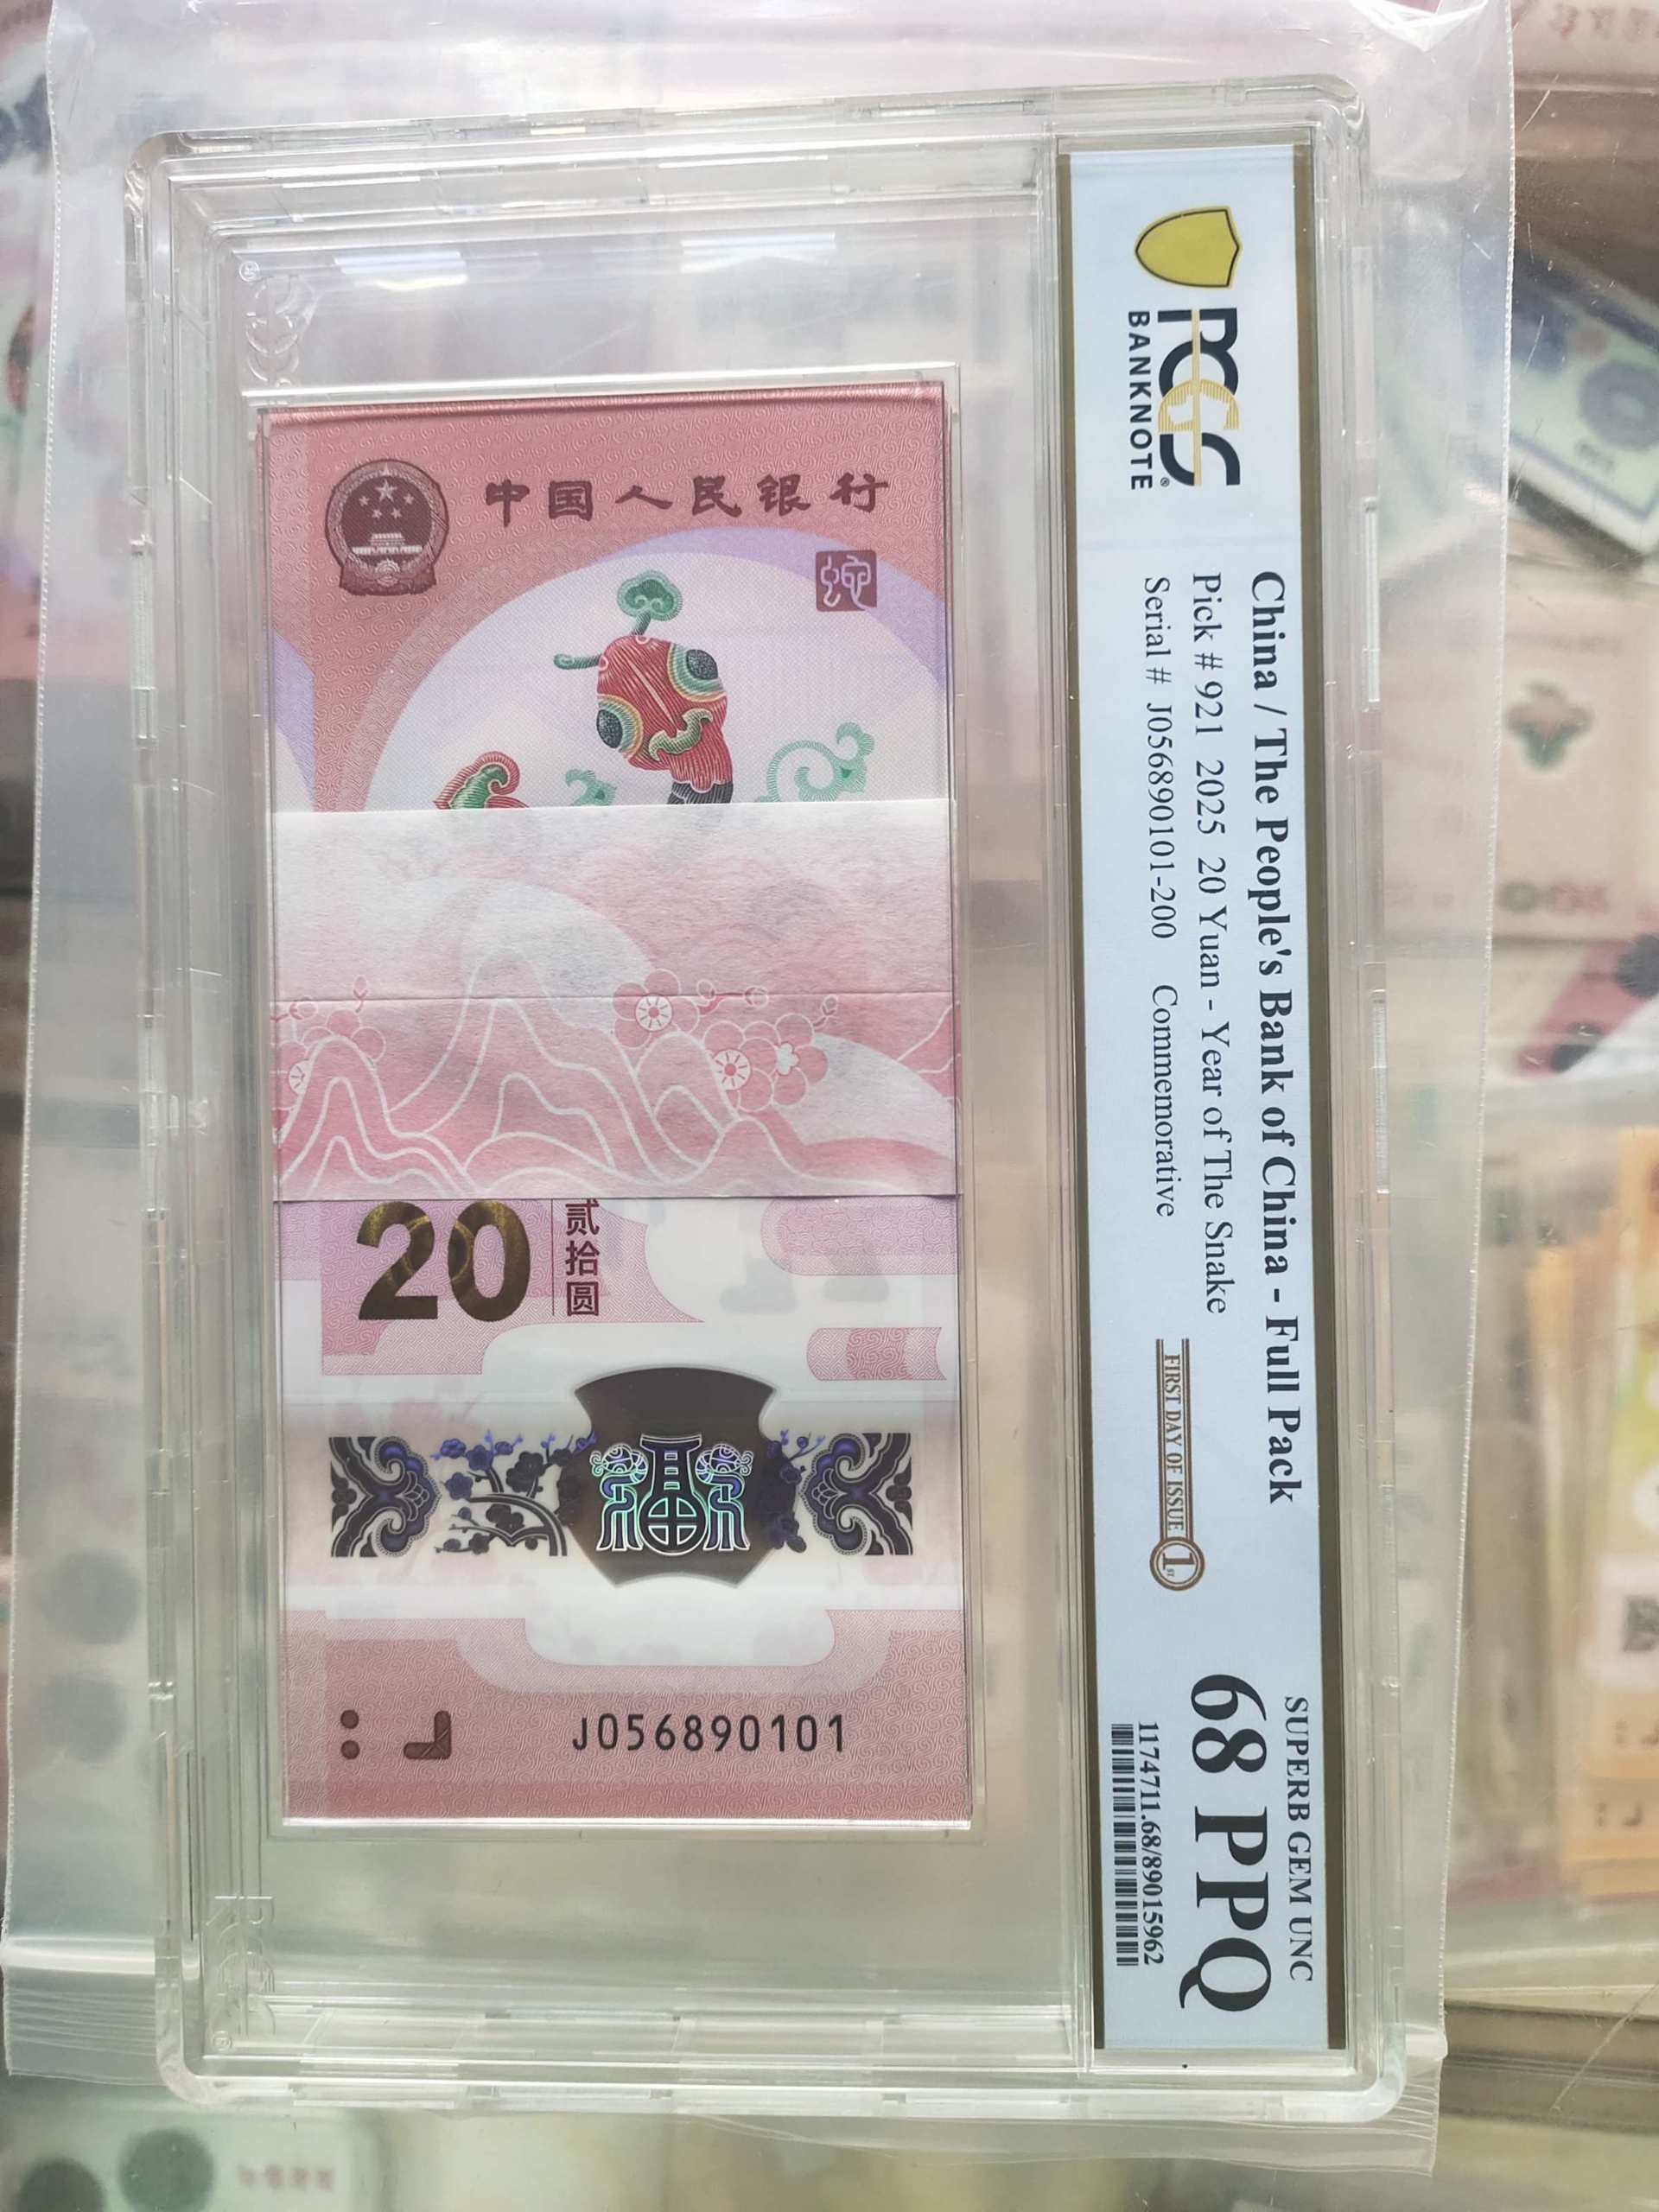 PCGS
BANKNOTE
China / The People's Bank of China - Full Pack
Pick # 921 2025 20 Yuan - Year of The Snake
Serial # J056890101-200 Commemorative
FIRST DAY OF ISSUE 1st
SUPERB GEM UNC
68 PPQ
1174711.68/89015962
中国人民银行
蛇
20
贰拾圆
福
J056890101